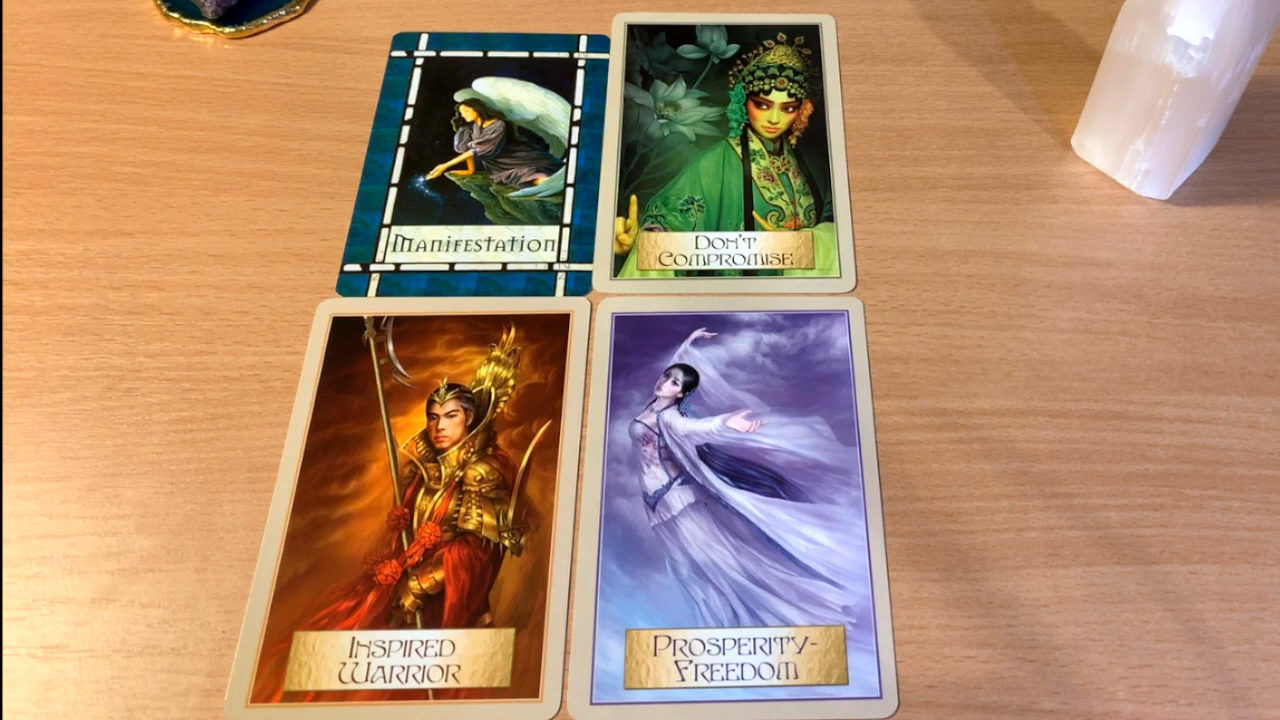 Manifestation
Don't
Compromise
Inspired
Warrior
Prosperity-
Freedom